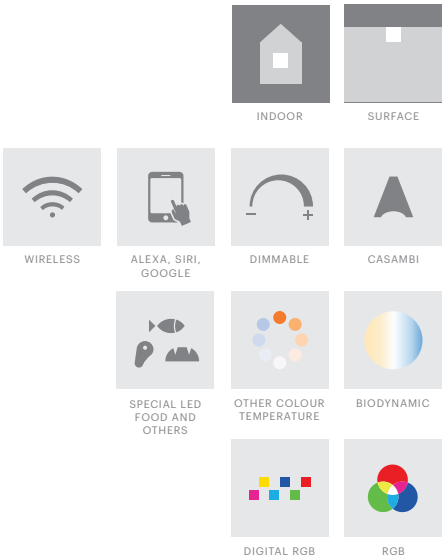 INDOOR
SURFACE
WIRELESS
ALEXA, SIRI,
GOOGLE
DIMMABLE
CASAMBI
SPECIAL LED
FOOD AND
OTHERS
OTHER COLOUR
TEMPERATURE
BIODYNAMIC
DIGITAL RGB
RGB